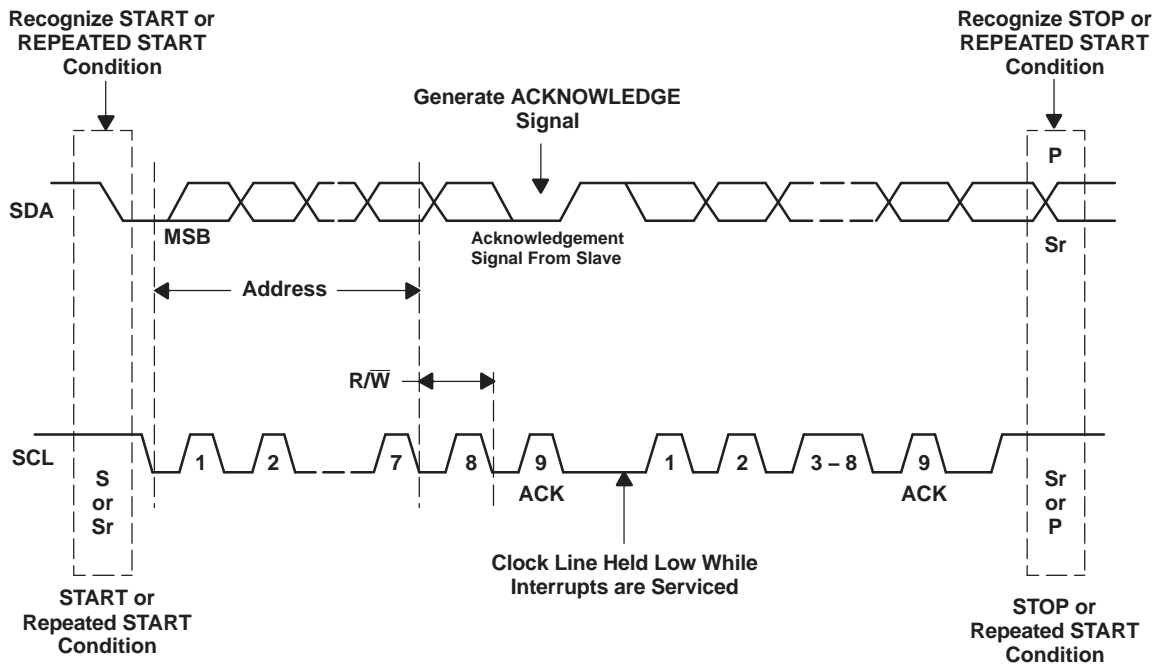 Recognize START or
REPEATED START
Condition
Recognize STOP or
REPEATED START
Condition
Generate ACKNOWLEDGE
Signal
P
SDA
MSB
Acknowledgement
Signal From Slave
Sr
Address
R/W̅
SCL
1
2
7
8
9
1
2
3 – 8
9
ACK
ACK
S
or
Sr
Sr
or
P
Clock Line Held Low While
Interrupts are Serviced
START or
Repeated START
Condition
STOP or
Repeated START
Condition